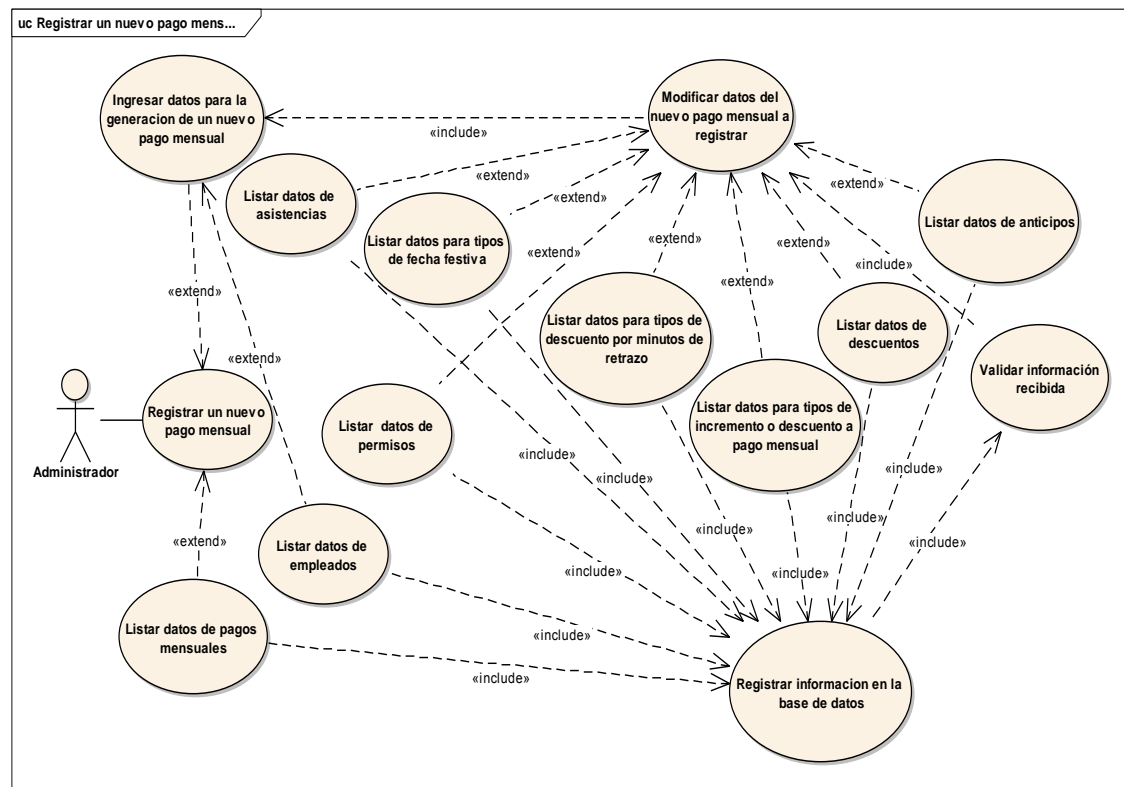 uc Registrar un nuevo pago mens...
Ingresar datos para la
generacion de un nuevo
pago mensual
Modificar datos del
nuevo pago mensual a
registrar
«include»
Listar datos de
asistencias
«extend»
Listar datos para tipos
de fecha festiva
«extend»
«extend»
Listar datos de anticipos
«extend»
«extend»
«extend»
«include»
«extend»
«extend»
Listar datos para tipos de
descuento por minutos de
retrazo
Listar datos de
descuentos
«extend»
Validar información
recibida
Administrador
Registrar un nuevo
pago mensual
Listar datos de
permisos
Listar datos para tipos de
incremento o descuento a
pago mensual
«include»
«include»
«extend»
Listar datos de
empleados
«include»
«include»
«include»
«include»
«include»
«include»
Listar datos de pagos
mensuales
«include»
«include»
Registrar informacion en la
base de datos